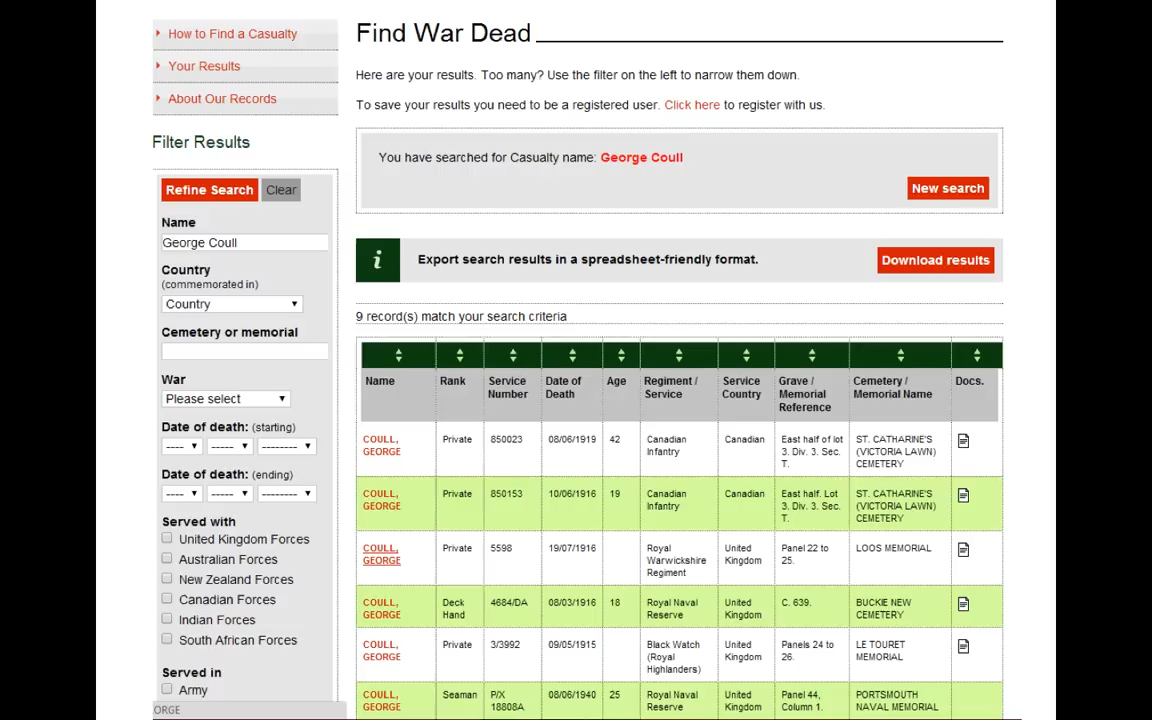 How to Find a Casualty
Your Results
About Our Records
Filter Results
Refine Search Clear
Name
George Coull
Country
(commemorated in)
Country
Cemetery or memorial
War
Please select
Date of death: (starting)
---- ----- --------
Date of death: (ending)
---- ----- --------
Served with
United Kingdom Forces
Australian Forces
New Zealand Forces
Canadian Forces
Indian Forces
South African Forces
Served in
Army
ORGE
Find War Dead
Here are your results. Too many? Use the filter on the left to narrow them down.
To save your results you need to be a registered user. Click here to register with us.
You have searched for Casualty name: George Coull
New search
i Export search results in a spreadsheet-friendly format. Download results
9 record(s) match your search criteria
Name Rank Service Date of Age Regiment / Service Grave / Cemetery / Docs.
Number Death Service Country Memorial Memorial Name
Reference
COULL, Private 850023 08/06/1919 42 Canadian Canadian East half of lot ST. CATHARINE'S
GEORGE Infantry 3. Div. 3. Sec. (VICTORIA LAWN)
T. CEMETERY
COULL, Private 850153 10/06/1916 19 Canadian Canadian East half. Lot ST. CATHARINE'S
GEORGE Infantry 3. Div. 3. Sec. (VICTORIA LAWN)
T. CEMETERY
COULL, Private 5598 19/07/1916 Royal United Panel 22 to LOOS MEMORIAL
GEORGE Warwickshire Kingdom 25.
Regiment
COULL, Deck 4684/DA 08/03/1916 18 Royal Naval United C. 639. BUCKIE NEW
GEORGE Hand Reserve Kingdom CEMETERY
COULL, Private 3/3992 09/05/1915 Black Watch United Panels 24 to LE TOURET
GEORGE (Royal Kingdom 26. MEMORIAL
Highlanders)
COULL, Seaman P/X 08/06/1940 25 Royal Naval United Panel 44, PORTSMOUTH
GEORGE 18808A Reserve Kingdom Column 1. NAVAL MEMORIAL